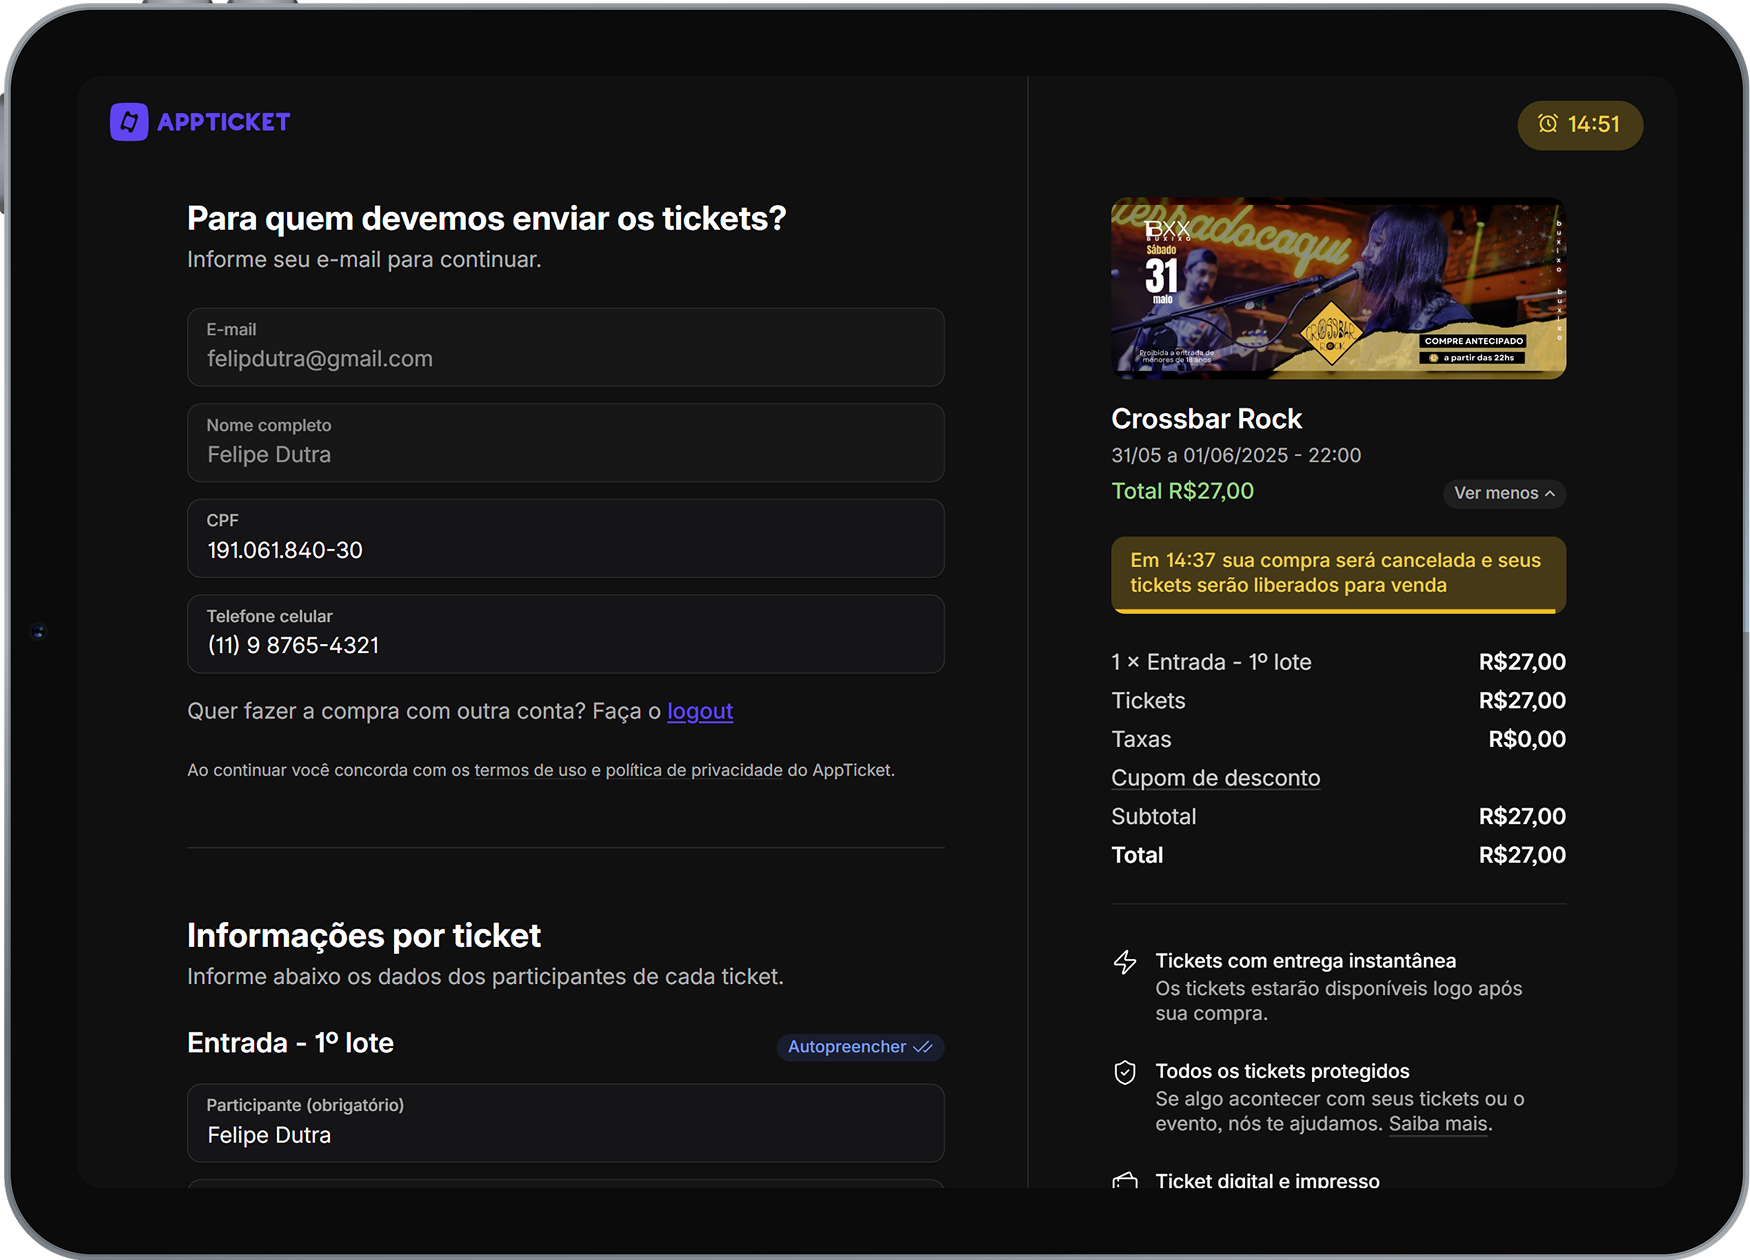 APPTICKET
14:51
Para quem devemos enviar os tickets?
Informe seu e-mail para continuar.
E-mail
felipdutra@gmail.com
Nome completo
Felipe Dutra
CPF
191.061.840-30
Telefone celular
(11) 9 8765-4321
Quer fazer a compra com outra conta? Faça o logout
Ao continuar você concorda com os termos de uso e política de privacidade do AppTicket.
Informações por ticket
Informe abaixo os dados dos participantes de cada ticket.
Entrada - 1º lote
Autopreencher
Participante (obrigatório)
Felipe Dutra
BXX
BUXIXO
Sábado
31
maio
Proibida a entrada de
menores de 18 anos
CROSSBAR
ROCK
COMPRE ANTECIPADO
a partir das 22hs
buxixo buxixo
Crossbar Rock
31/05 a 01/06/2025 - 22:00
Total R$27,00
Ver menos
Em 14:37 sua compra será cancelada e seus
tickets serão liberados para venda
1 × Entrada - 1º lote R$27,00
Tickets R$27,00
Taxas R$0,00
Cupom de desconto
Subtotal R$27,00
Total R$27,00
Tickets com entrega instantânea
Os tickets estarão disponíveis logo após
sua compra.
Todos os tickets protegidos
Se algo acontecer com seus tickets ou o
evento, nós te ajudamos. Saiba mais.
Ticket digital e impresso